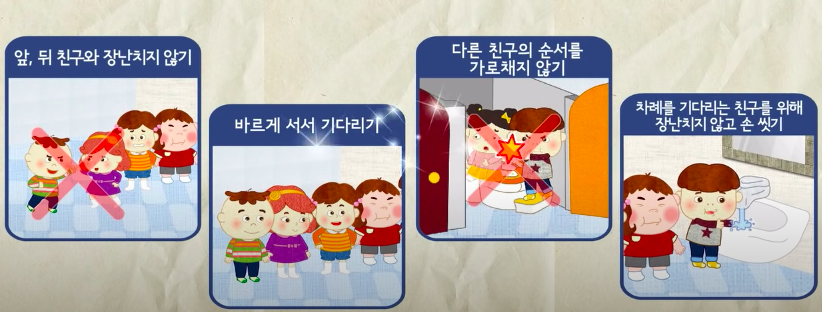 앞, 뒤 친구와 장난치지 않기
바르게 서서 기다리기
다른 친구의 순서를
가로채지 않기
차례를 기다리는 친구를 위해
장난치지 않고 손 씻기